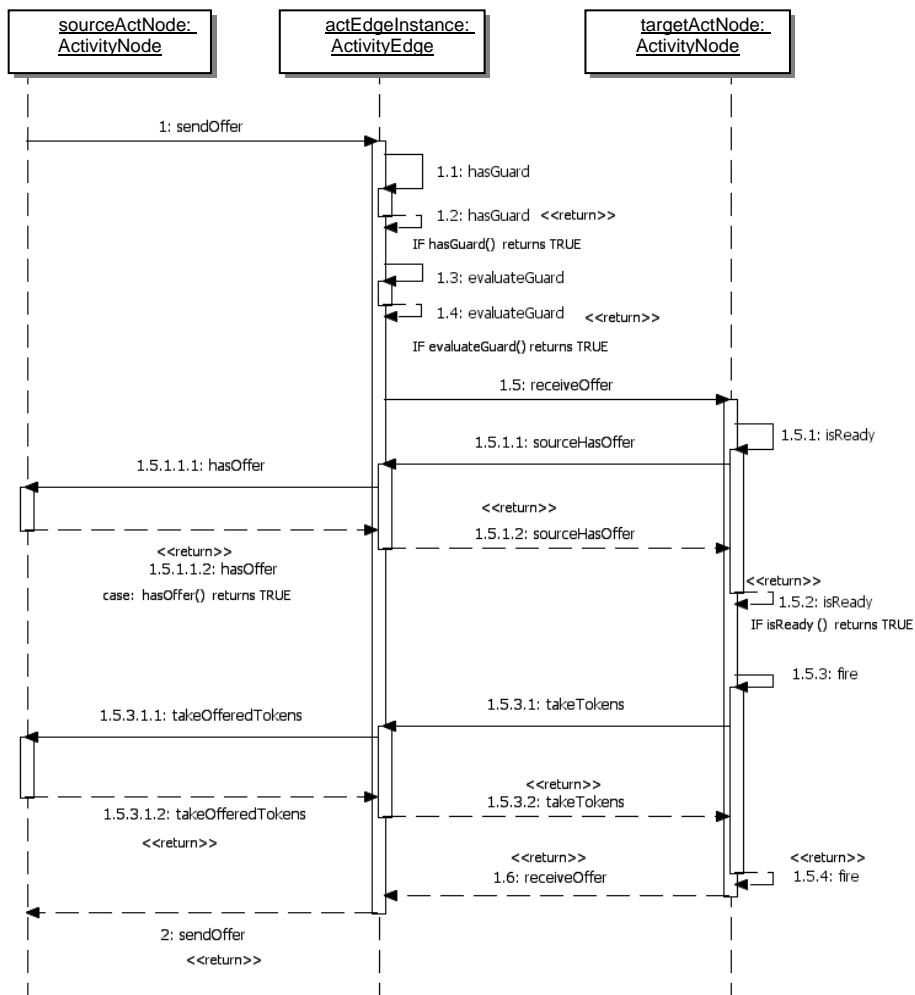 sourceActNode:
ActivityNode
actEdgeInstance:
ActivityEdge
targetActNode:
ActivityNode
1: sendOffer
1.1: hasGuard
1.2: hasGuard <<return>>
IF hasGuard() returns TRUE
1.3: evaluateGuard
1.4: evaluateGuard <<return>>
IF evaluateGuard() returns TRUE
1.5: receiveOffer
1.5.1: isReady
1.5.1.1: sourceHasOffer
1.5.1.1.1: hasOffer
<<return>>
1.5.1.2: sourceHasOffer
<<return>>
1.5.1.1.2: hasOffer
case: hasOffer() returns TRUE
<<return>>
1.5.2: isReady
IF isReady () returns TRUE
1.5.3: fire
1.5.3.1: takeTokens
1.5.3.1.1: takeOfferedTokens
<<return>>
1.5.3.2: takeTokens
1.5.3.1.2: takeOfferedTokens
<<return>>
<<return>>
1.6: receiveOffer
<<return>>
1.5.4: fire
2: sendOffer
<<return>>